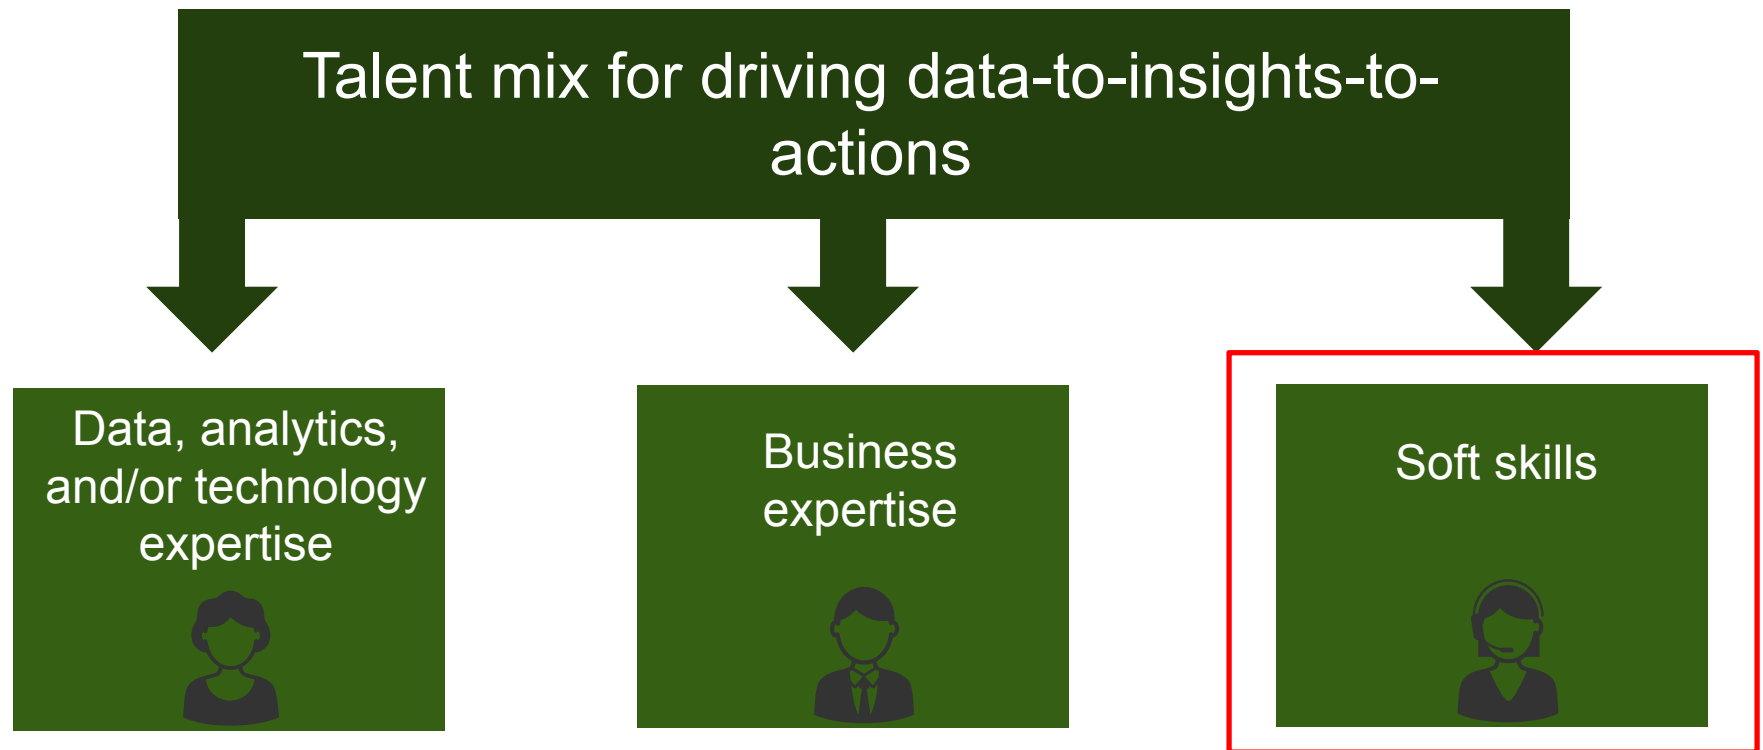 Talent mix for driving data-to-insights-to-
actions
Data, analytics,
and/or technology
expertise
Business
expertise
Soft skills